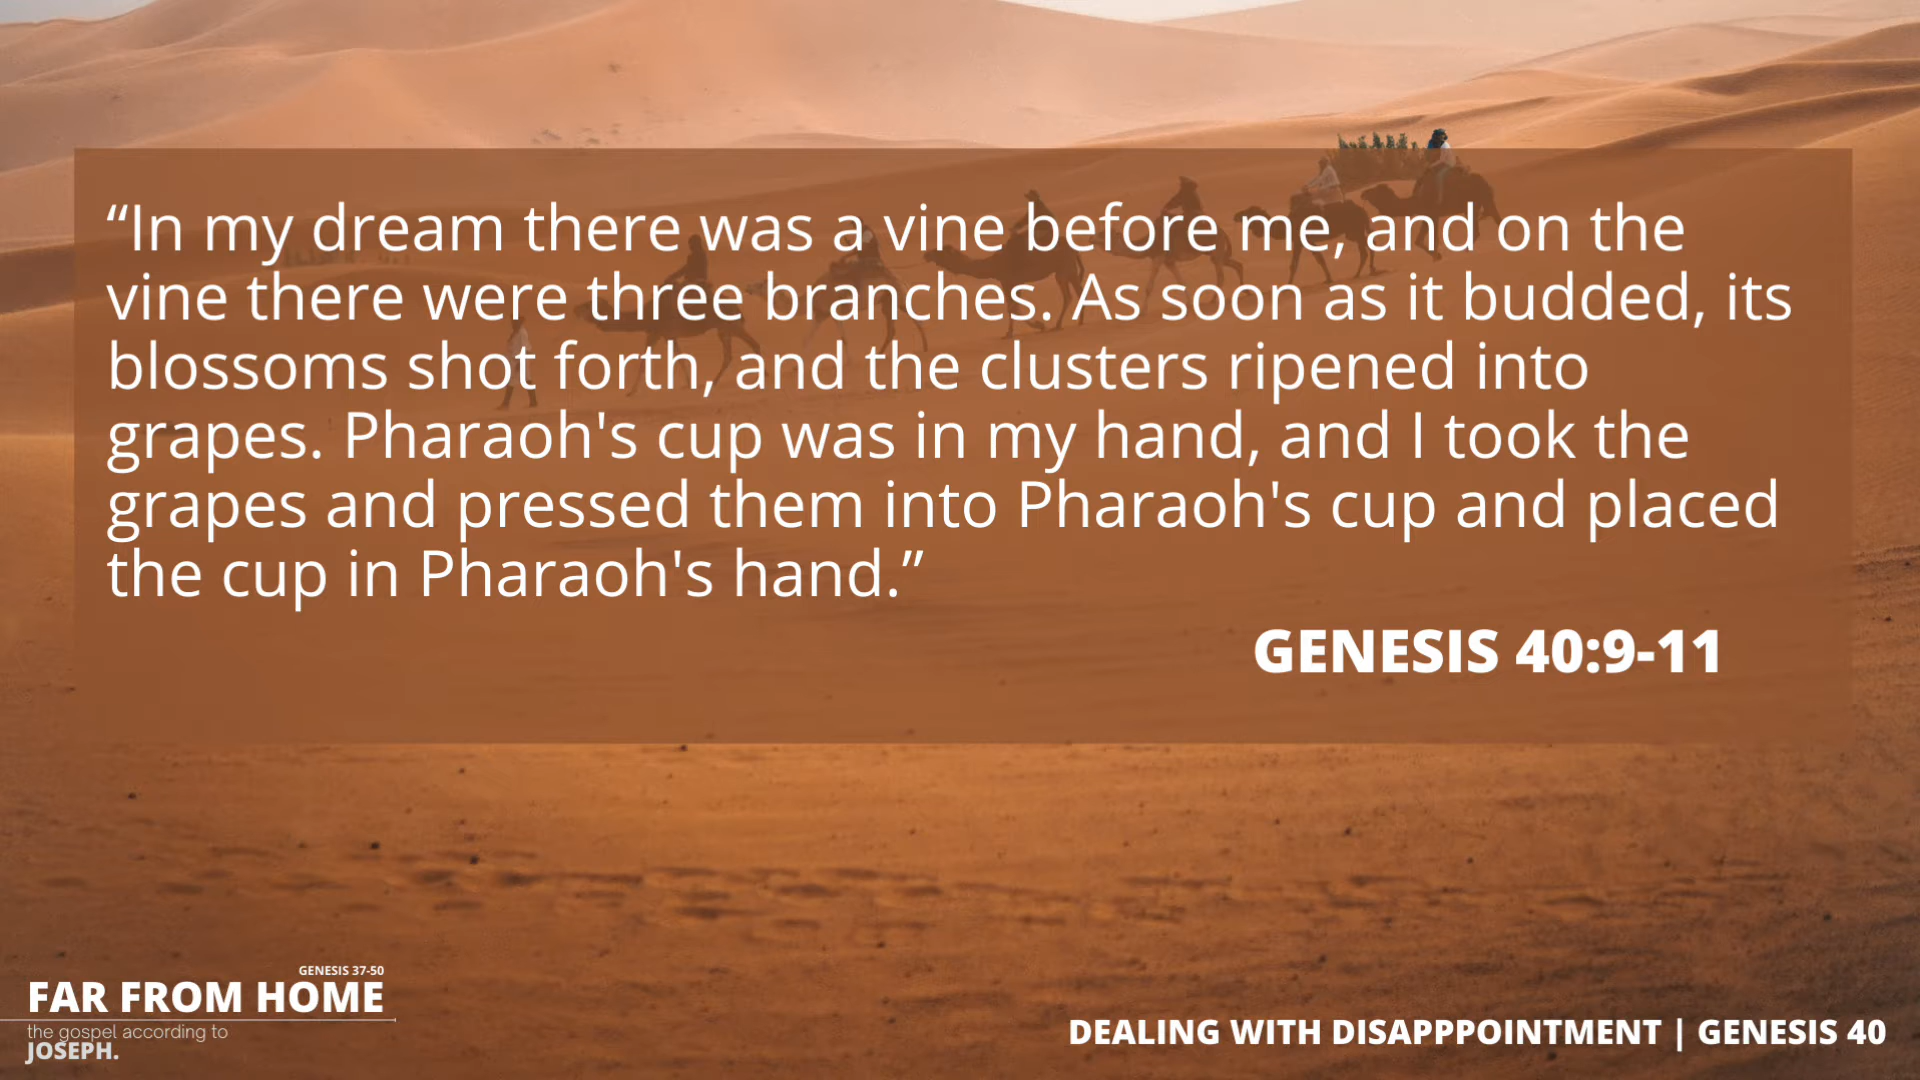 “In my dream there was a vine before me, and on the
vine there were three branches. As soon as it budded, its
blossoms shot forth, and the clusters ripened into
grapes. Pharaoh's cup was in my hand, and I took the
grapes and pressed them into Pharaoh's cup and placed
the cup in Pharaoh's hand.”
GENESIS 40:9-11
GENESIS 37-50
FAR FROM HOME
the gospel according to
JOSEPH.
DEALING WITH DISAPPPOINTMENT | GENESIS 40